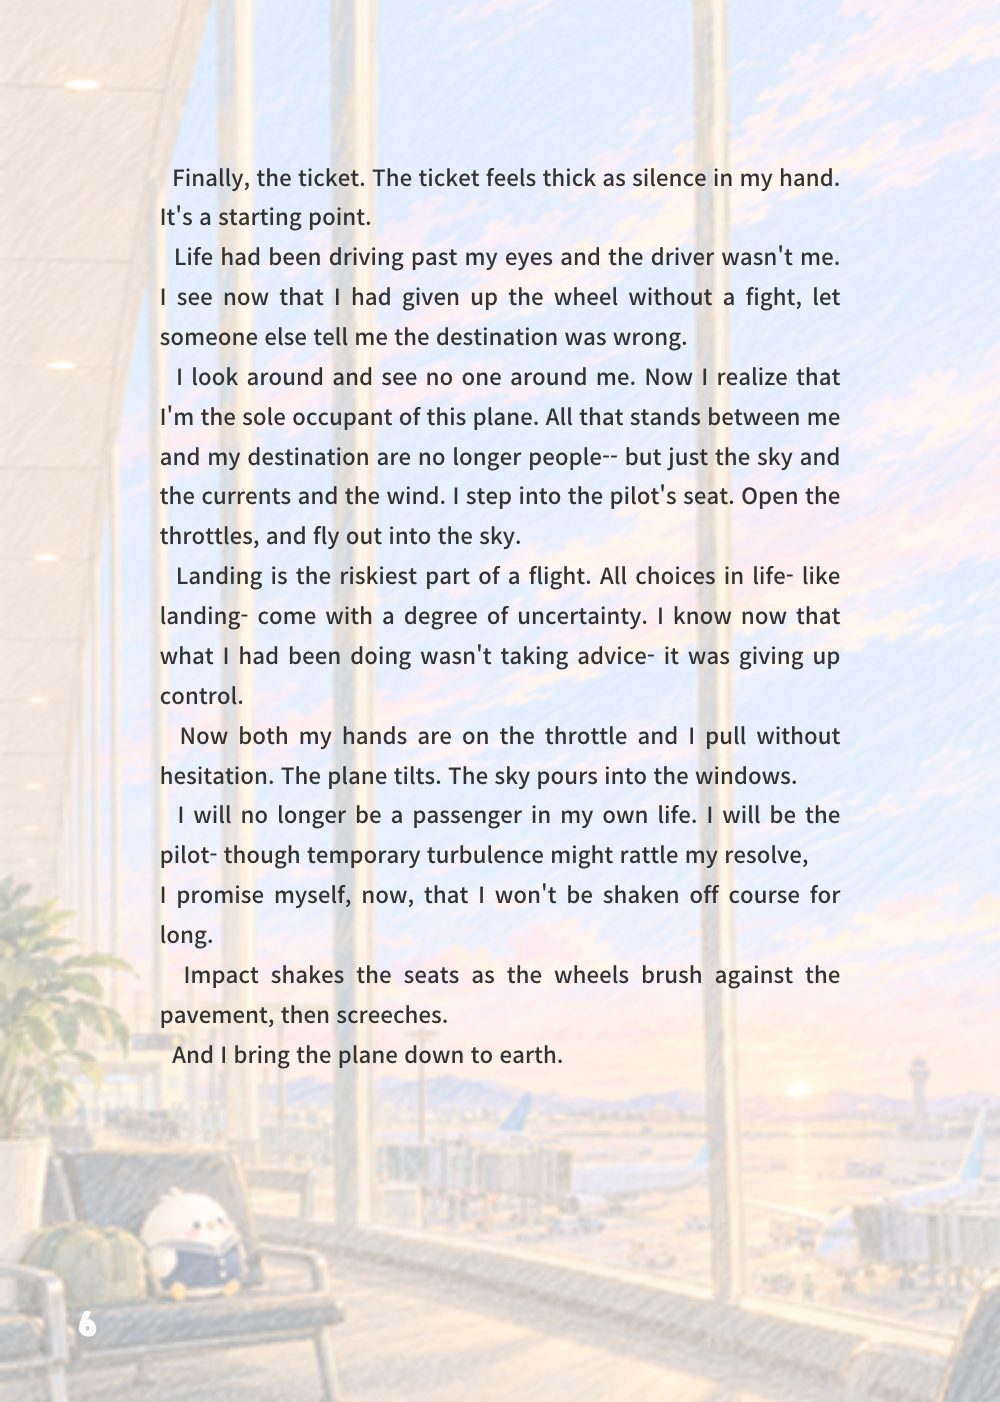 Finally, the ticket. The ticket feels thick as silence in my hand.
It's a starting point.
Life had been driving past my eyes and the driver wasn't me.
I see now that I had given up the wheel without a fight, let
someone else tell me the destination was wrong.
I look around and see no one around me. Now I realize that
I'm the sole occupant of this plane. All that stands between me
and my destination are no longer people-- but just the sky and
the currents and the wind. I step into the pilot's seat. Open the
throttles, and fly out into the sky.
Landing is the riskiest part of a flight. All choices in life- like
landing- come with a degree of uncertainty. I know now that
what I had been doing wasn't taking advice- it was giving up
control.
Now both my hands are on the throttle and I pull without
hesitation. The plane tilts. The sky pours into the windows.
I will no longer be a passenger in my own life. I will be the
pilot- though temporary turbulence might rattle my resolve,
I promise myself, now, that I won't be shaken off course for
long.
Impact shakes the seats as the wheels brush against the
pavement, then screeches.
And I bring the plane down to earth.
6